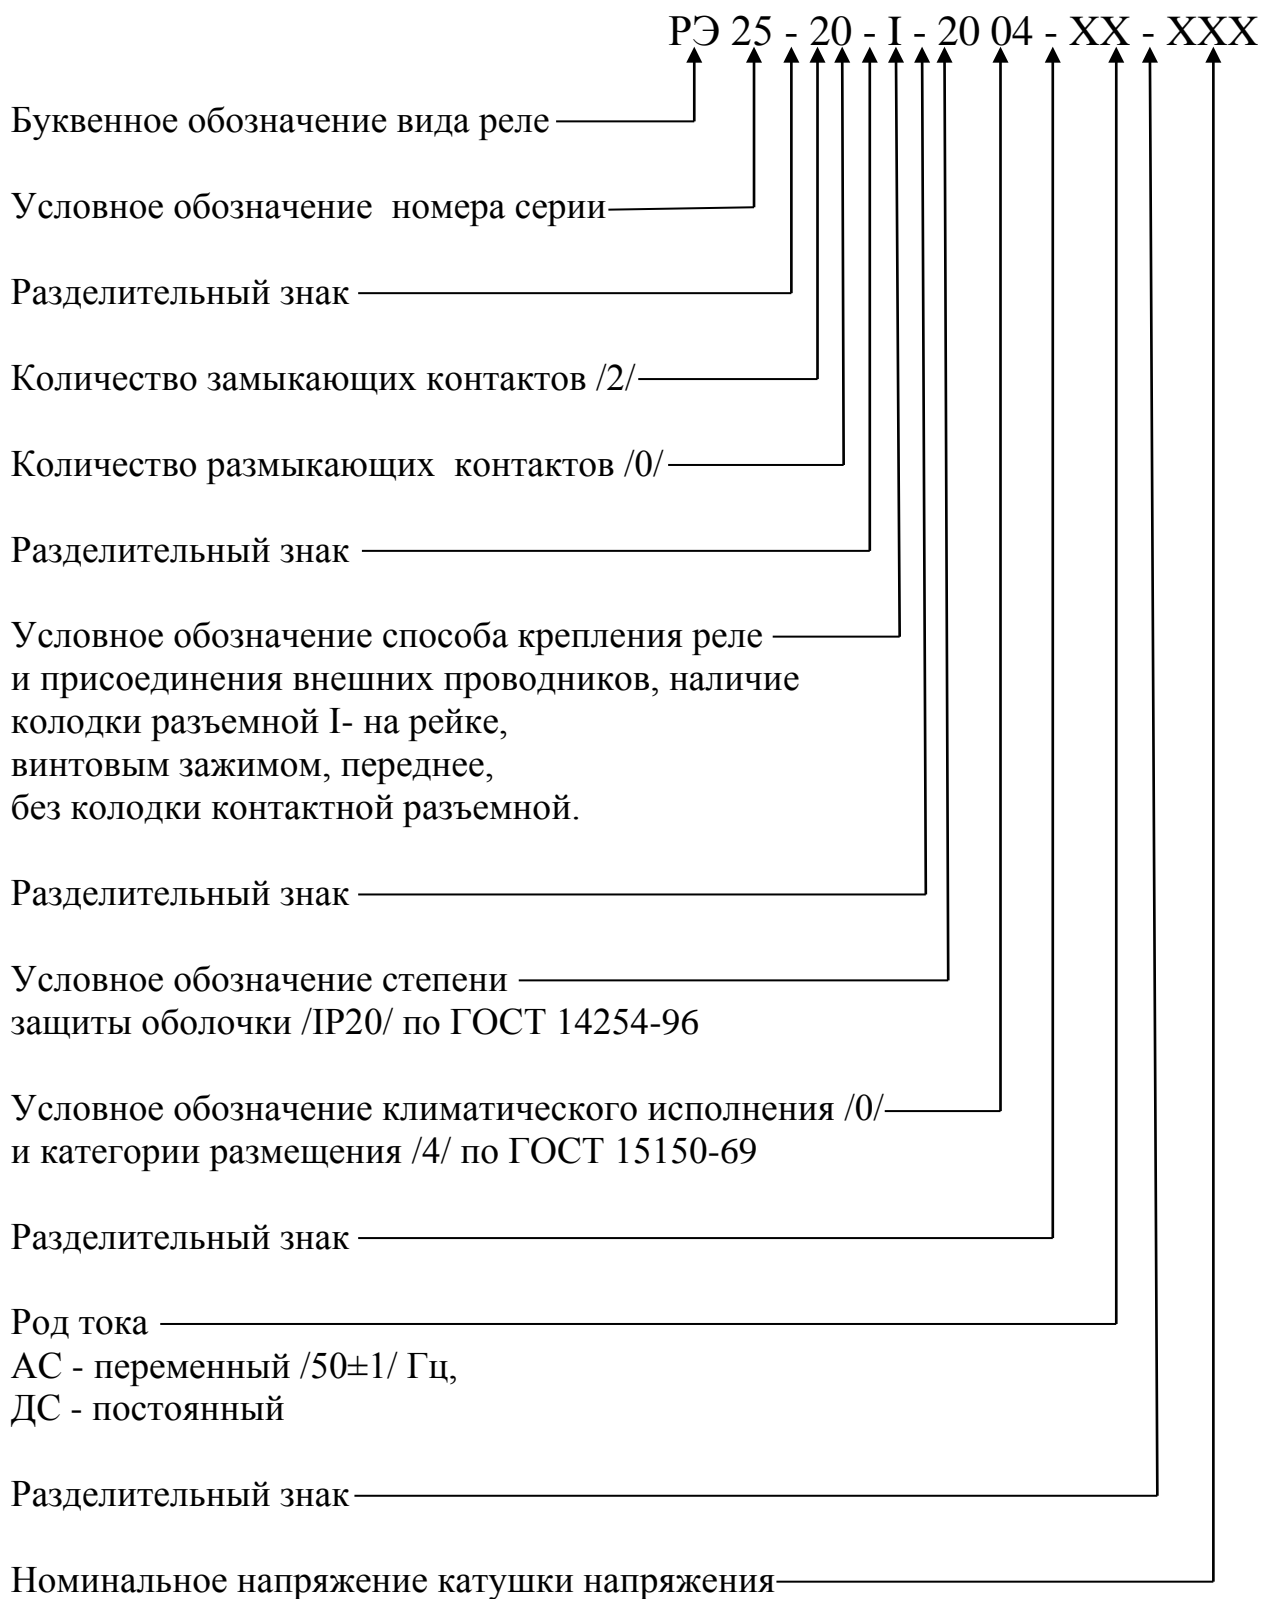 РЭ 25 - 20 - I - 20 04 - ХХ - ХХХ
Буквенное обозначение вида реле
Условное обозначение номера серии
Разделительный знак
Количество замыкающих контактов /2/
Количество размыкающих контактов /0/
Разделительный знак
Условное обозначение способа крепления реле
и присоединения внешних проводников, наличие
колодки разъемной I- на рейке,
винтовым зажимом, переднее,
без колодки контактной разъемной.
Разделительный знак
Условное обозначение степени
защиты оболочки /IP20/ по ГОСТ 14254-96
Условное обозначение климатического исполнения /0/
и категории размещения /4/ по ГОСТ 15150-69
Разделительный знак
Род тока
АС - переменный /50±1/ Гц,
ДС - постоянный
Разделительный знак
Номинальное напряжение катушки напряжения